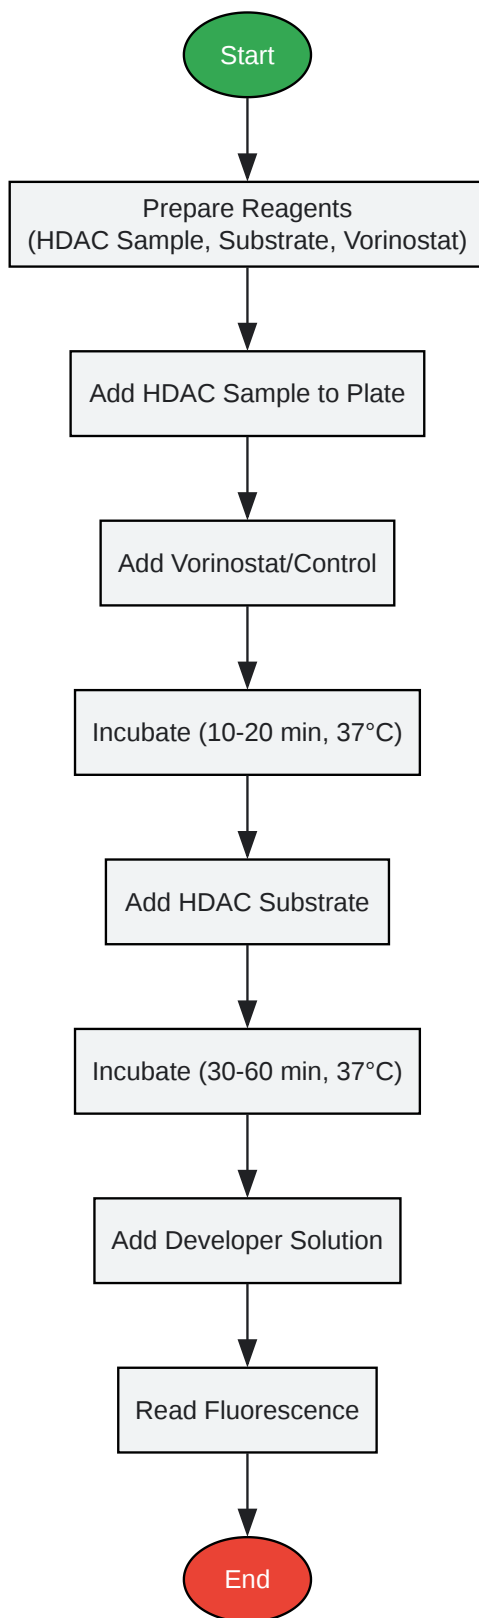 Start
Prepare Reagents
(HDAC Sample, Substrate, Vorinostat)
Add HDAC Sample to Plate
Add Vorinostat/Control
Incubate (10-20 min, 37°C)
Add HDAC Substrate
Incubate (30-60 min, 37°C)
Add Developer Solution
Read Fluorescence
End